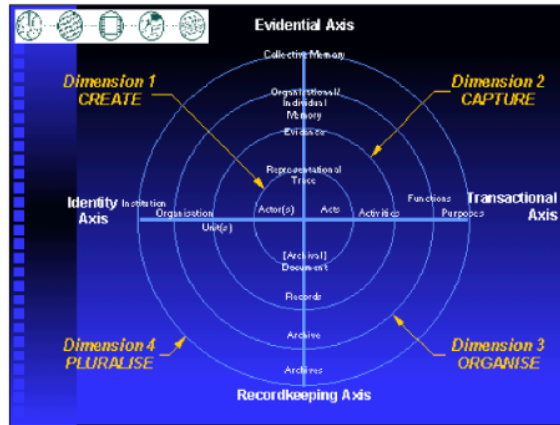 Evidential Axis
Collective Memory
Dimension 1
CREATE
Dimension 2
CAPTURE
Organisational/
Individual
Memory
Evidence
Representational
Trace
Identity
Axis
Institution
Organisation
Unit(s)
Actor(s)
Acts
Activities
Functions
Purposes
Transactional
Axis
[Archival]
Document
Records
Archive
Archives
Dimension 4
PLURALISE
Dimension 3
ORGANISE
Recordkeeping Axis